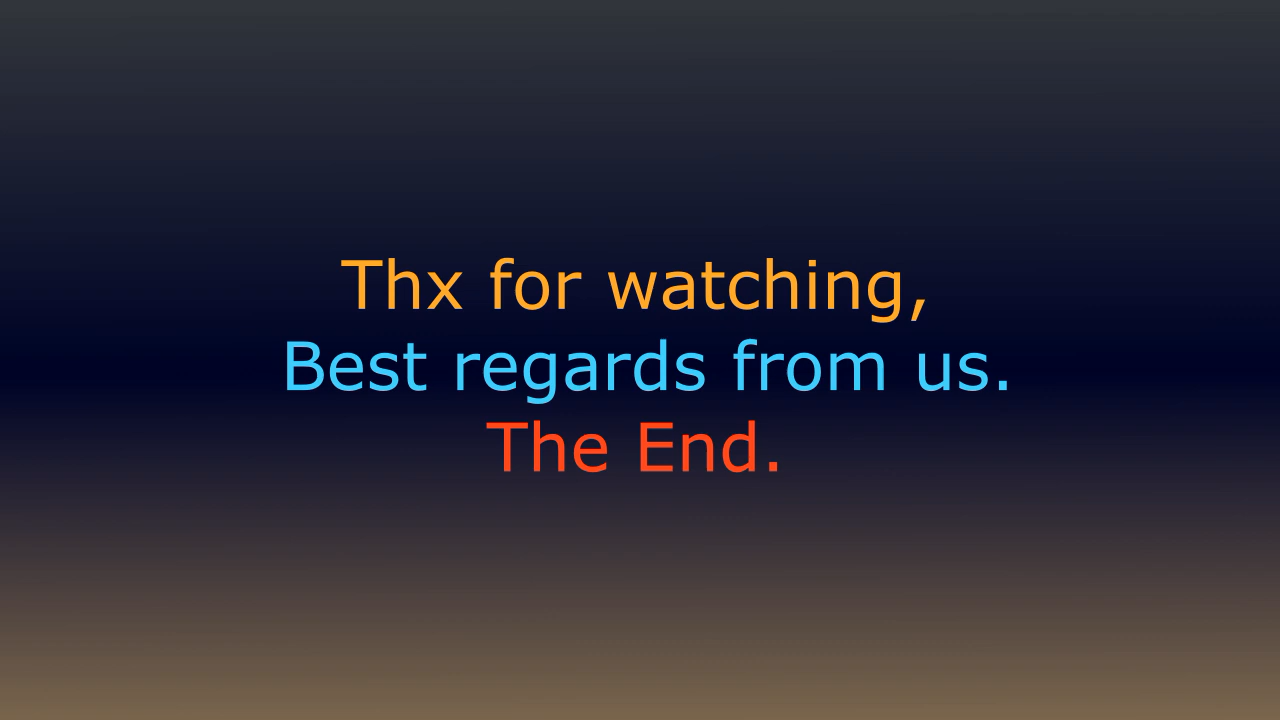 Thx for watching,
Best regards from us.
The End.